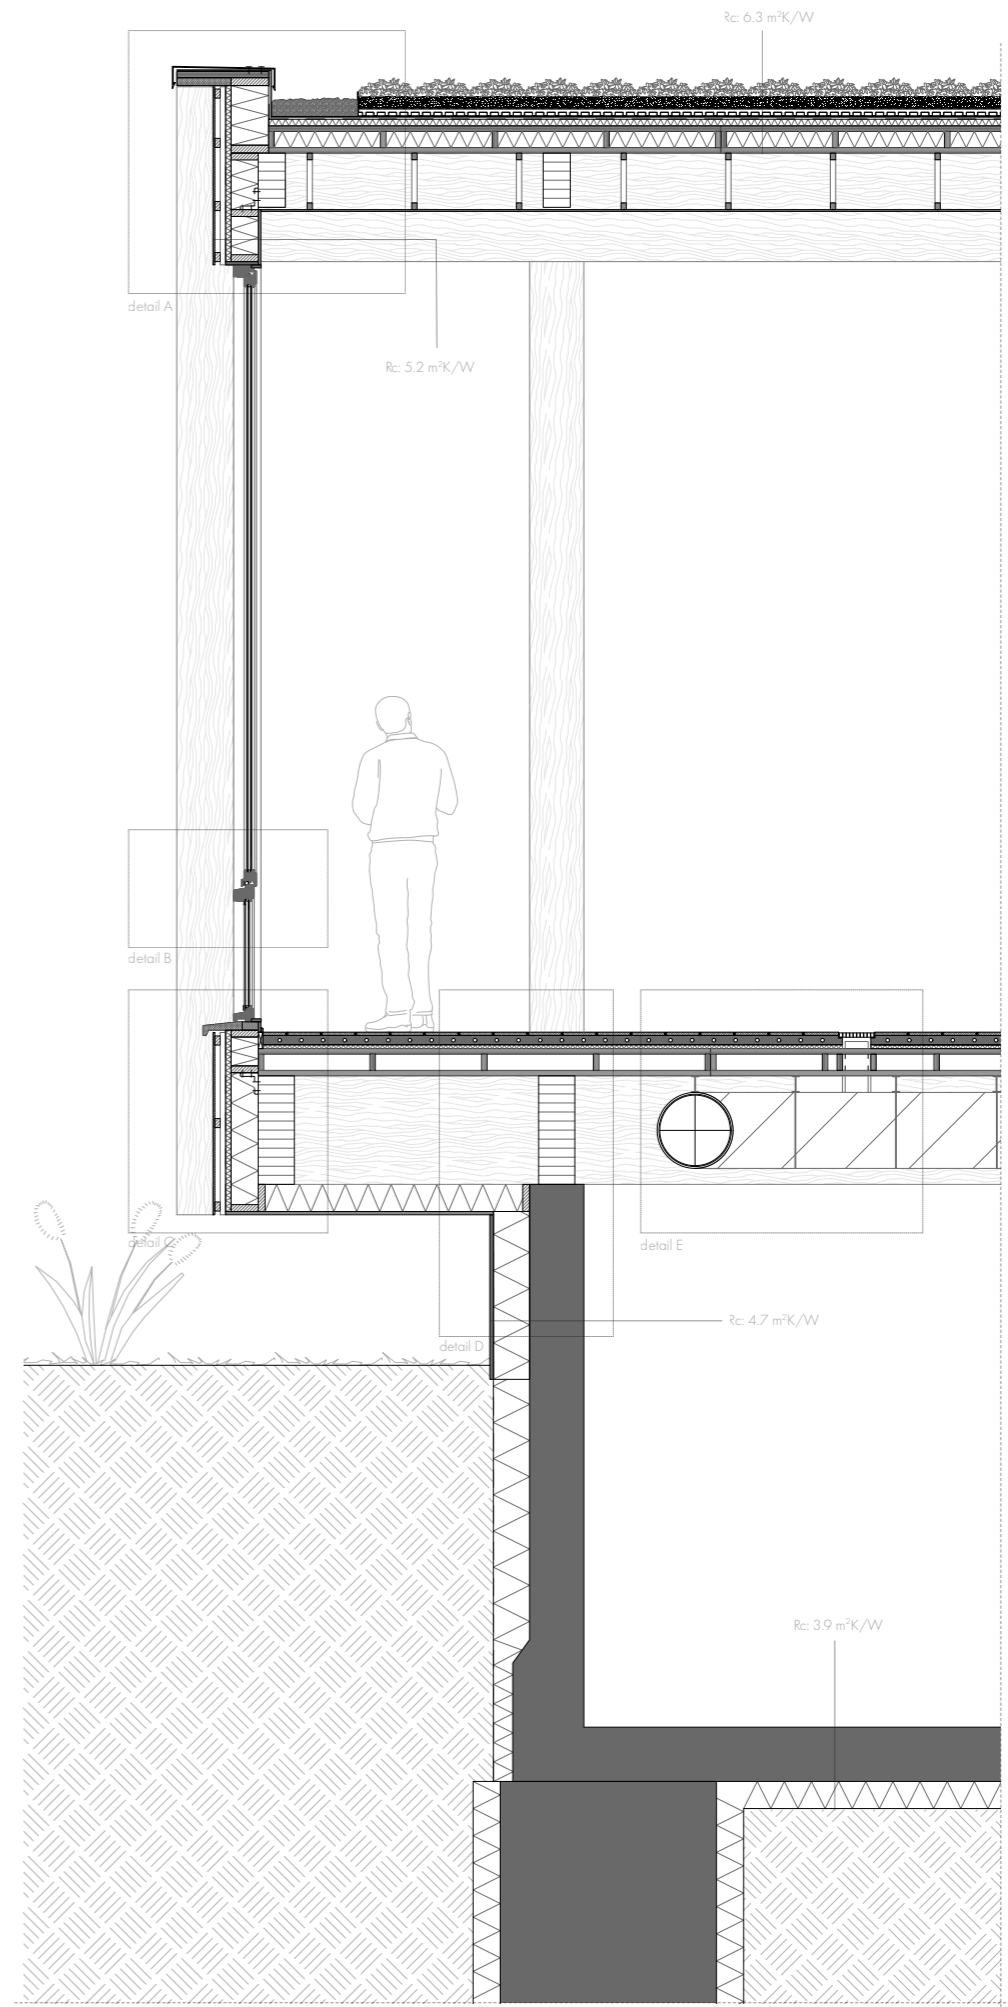 Rc: 6.3 m²K/W
detail A
Rc: 5.2 m²K/W
detail B
detail C
detail E
Rc: 4.7 m²K/W
detail D
Rc: 3.9 m²K/W